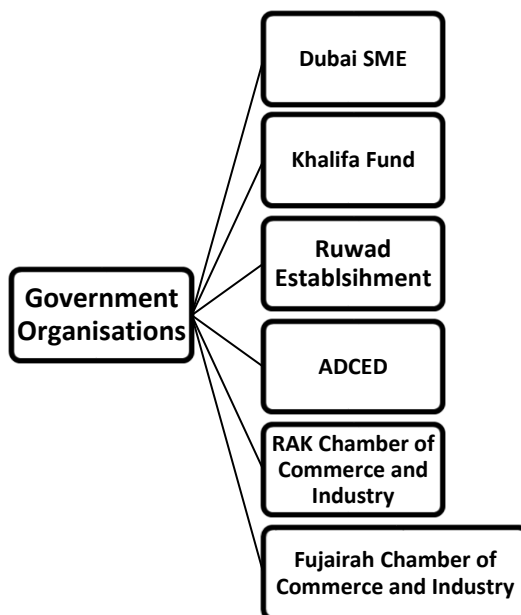 Dubai SME
Khalifa Fund
Ruwad
Establsihment
Government
Organisations
ADCED
RAK Chamber of
Commerce and
Industry
Fujairah Chamber of
Commerce and Industry